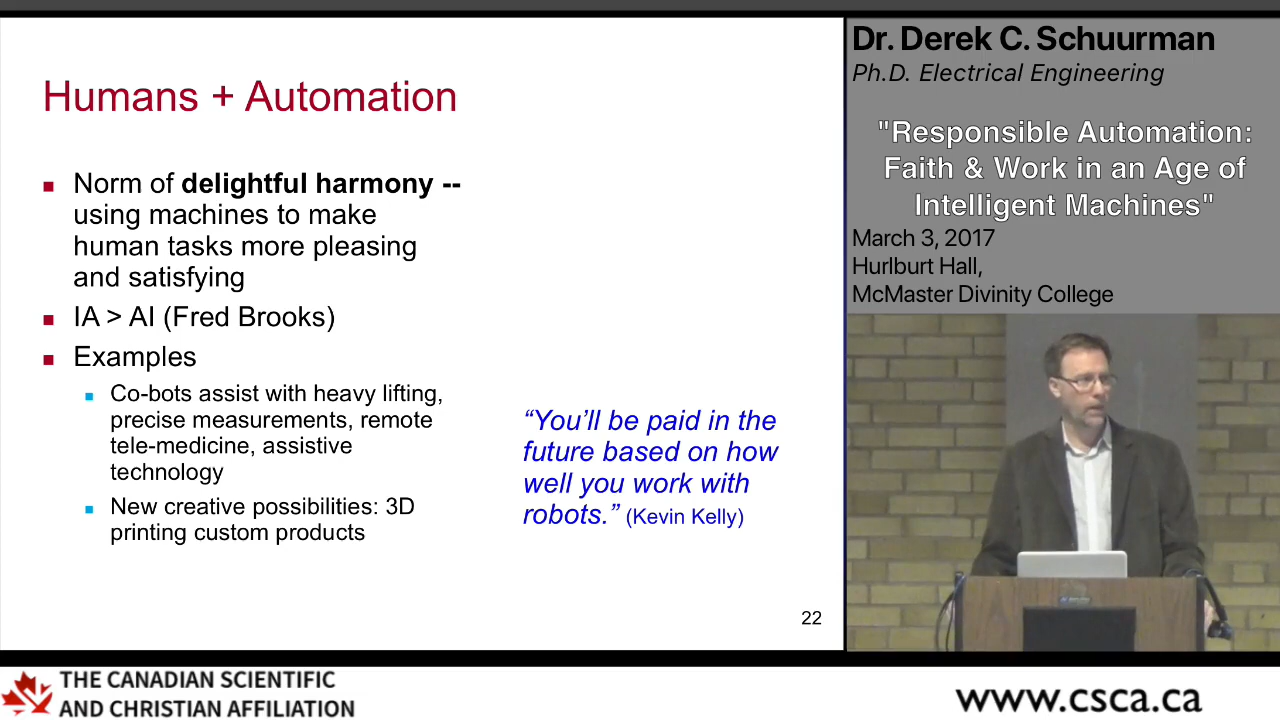 Humans + Automation
Norm of delightful harmony --
using machines to make
human tasks more pleasing
and satisfying
IA > AI (Fred Brooks)
Examples
Co-bots assist with heavy lifting,
precise measurements, remote
tele-medicine, assistive
technology
New creative possibilities: 3D
printing custom products
“You’ll be paid in the
future based on how
well you work with
robots.” (Kevin Kelly)
22
Dr. Derek C. Schuurman
Ph.D. Electrical Engineering
"Responsible Automation:
Faith & Work in an Age of
Intelligent Machines"
March 3, 2017
Hurlburt Hall,
McMaster Divinity College
THE CANADIAN SCIENTIFIC
AND CHRISTIAN AFFILIATION
www.csca.ca